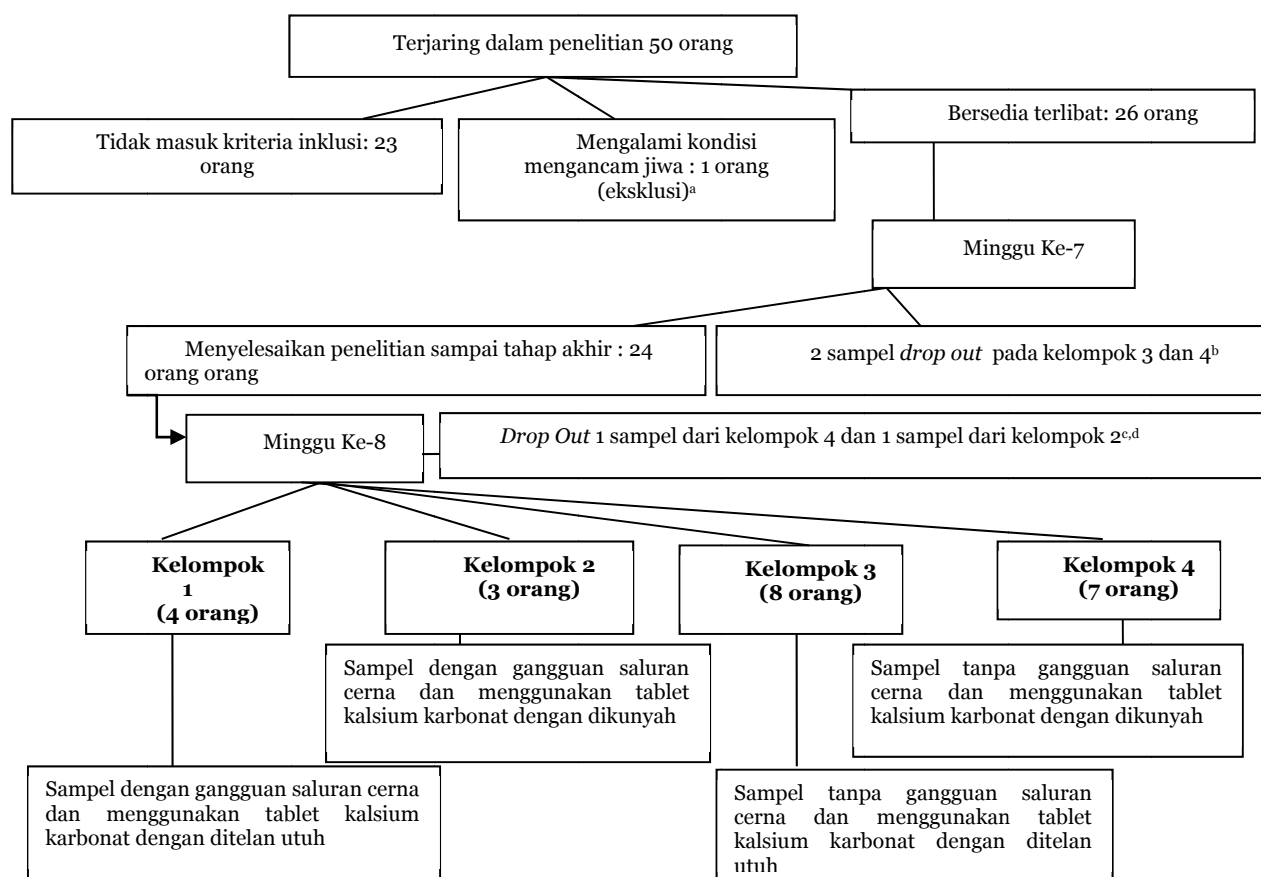 Terjaring dalam penelitian 50 orang
Tidak masuk kriteria inklusi: 23
orang
Mengalami kondisi
mengancam jiwa : 1 orang
(eksklusi)ᵃ
Bersedia terlibat: 26 orang
Minggu Ke-7
Menyelesaikan penelitian sampai tahap akhir : 24
orang orang
2 sampel drop out pada kelompok 3 dan 4ᵇ
Minggu Ke-8
Drop Out 1 sampel dari kelompok 4 dan 1 sampel dari kelompok 2ᶜ,ᵈ
Kelompok
1
(4 orang)
Kelompok 2
(3 orang)
Kelompok 3
(8 orang)
Kelompok 4
(7 orang)
Sampel dengan gangguan saluran
cerna dan menggunakan tablet
kalsium karbonat dengan dikunyah
Sampel tanpa gangguan saluran
cerna dan menggunakan tablet
kalsium karbonat dengan dikunyah
Sampel dengan gangguan saluran cerna
dan menggunakan tablet kalsium
karbonat dengan ditelan utuh
Sampel tanpa gangguan saluran
cerna dan menggunakan tablet
kalsium karbonat dengan ditelan
utuh